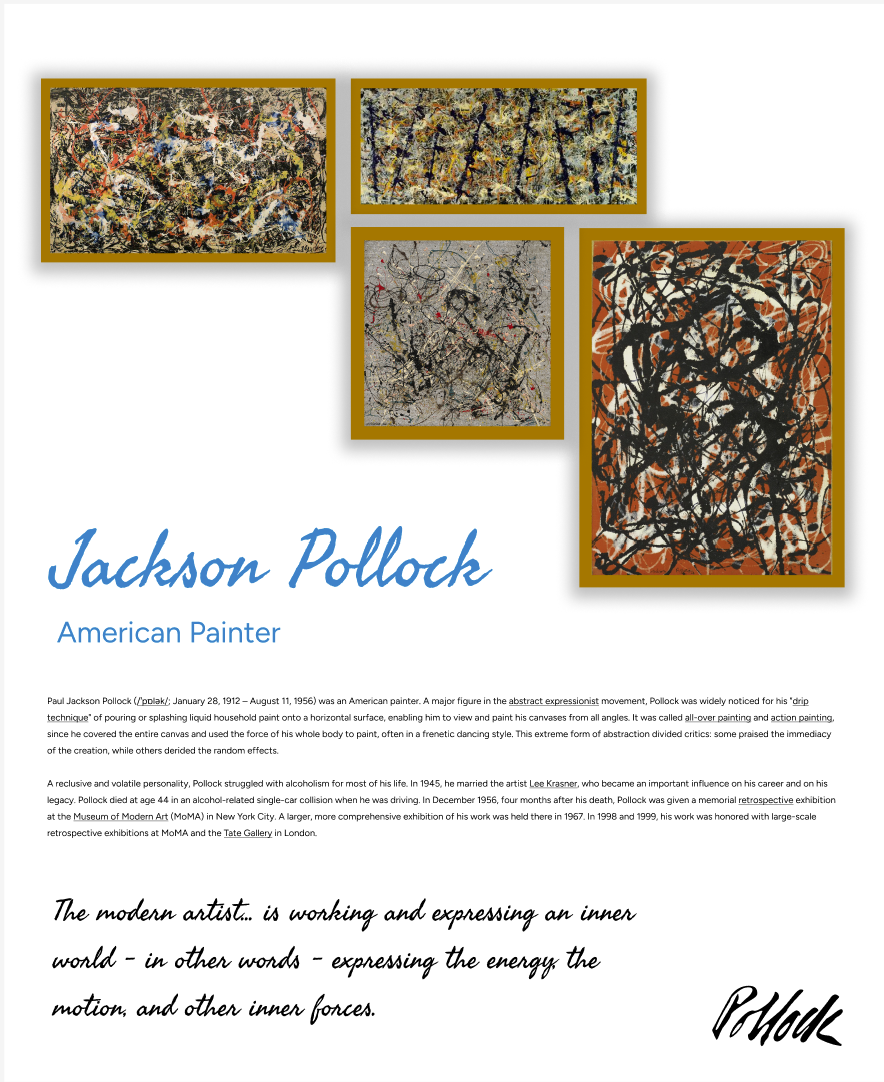 Jackson Pollock
American Painter
Paul Jackson Pollock (/ˈpɒlək/; January 28, 1912 – August 11, 1956) was an American painter. A major figure in the abstract expressionist movement, Pollock was widely noticed for his "drip
technique" of pouring or splashing liquid household paint onto a horizontal surface, enabling him to view and paint his canvases from all angles. It was called all-over painting and action painting,
since he covered the entire canvas and used the force of his whole body to paint, often in a frenetic dancing style. This extreme form of abstraction divided critics: some praised the immediacy
of the creation, while others derided the random effects.
A reclusive and volatile personality, Pollock struggled with alcoholism for most of his life. In 1945, he married the artist Lee Krasner, who became an important influence on his career and on his
legacy. Pollock died at age 44 in an alcohol-related single-car collision when he was driving. In December 1956, four months after his death, Pollock was given a memorial retrospective exhibition
at the Museum of Modern Art (MoMA) in New York City. A larger, more comprehensive exhibition of his work was held there in 1967. In 1998 and 1999, his work was honored with large-scale
retrospective exhibitions at MoMA and the Tate Gallery in London.
The modern artist... is working and expressing an inner
world – in other words – expressing the energy, the
motion, and other inner forces.
Pollock